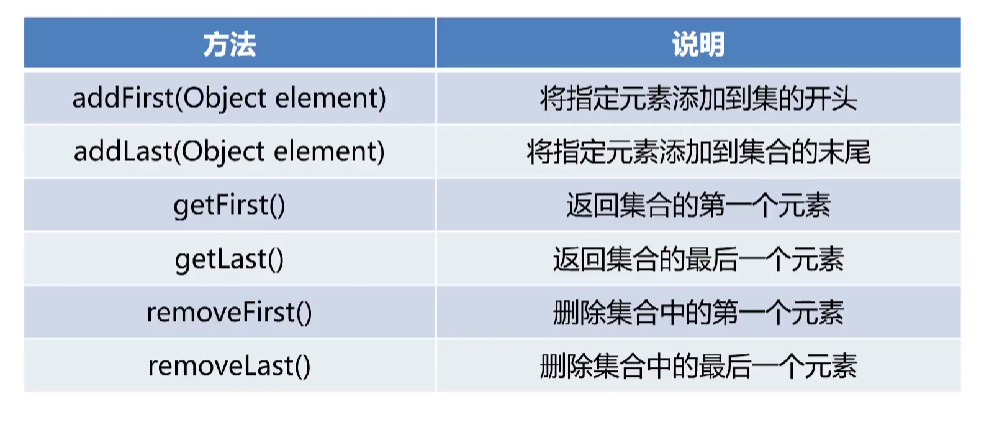 方法 说明
addFirst(Object element) 将指定元素添加到集的开头
addLast(Object element) 将指定元素添加到集合的末尾
getFirst() 返回集合的第一个元素
getLast() 返回集合的最后一个元素
removeFirst() 删除集合中的第一个元素
removeLast() 删除集合中的最后一个元素